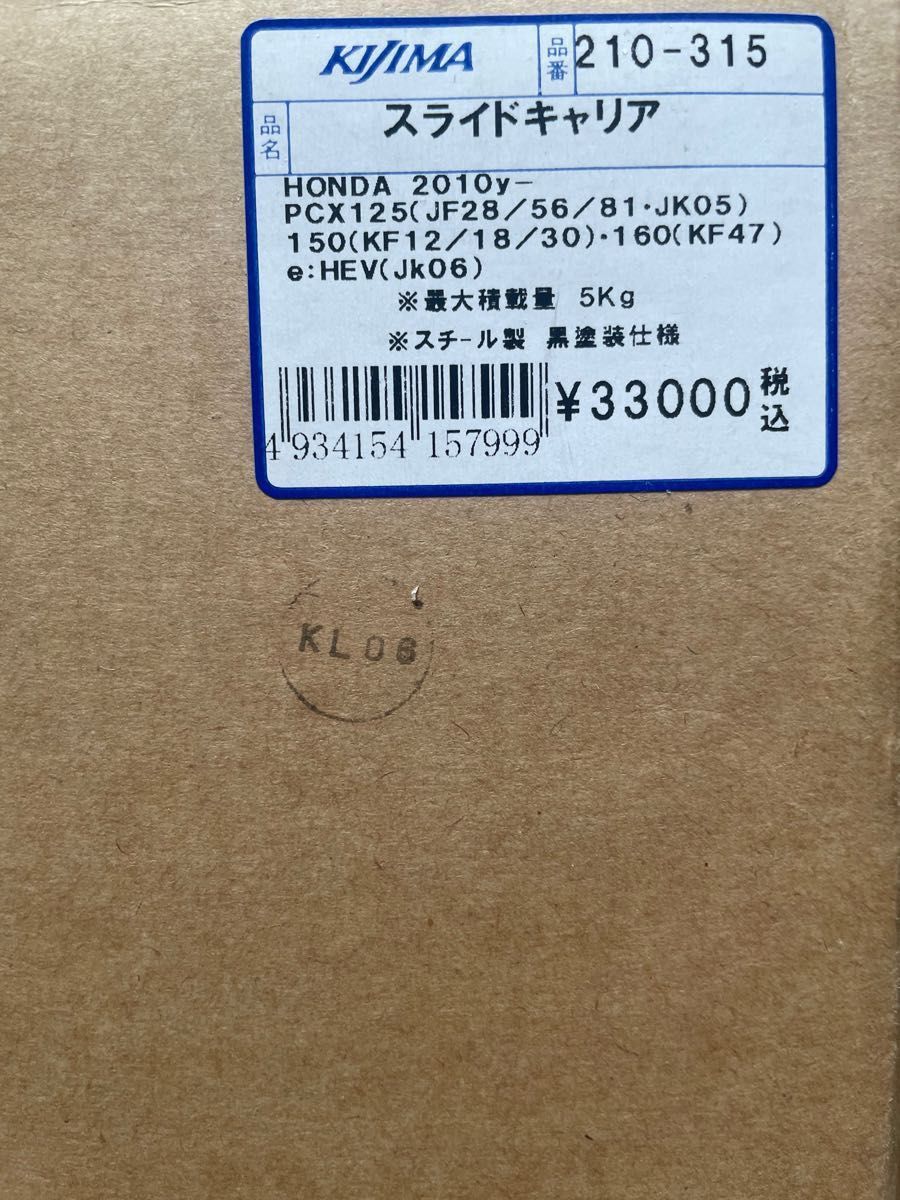 KIJIMA 品番 210-315
品名 スライドキャリア
HONDA 2010y-
PCX125(JF28/56/81・JK05)
150(KF12/18/30)・160(KF47)
e:HEV(Jk06)
※最大積載量 5Kg
※スチール製 黒塗装仕様
¥33000 税込
4 934154 157999
KL06